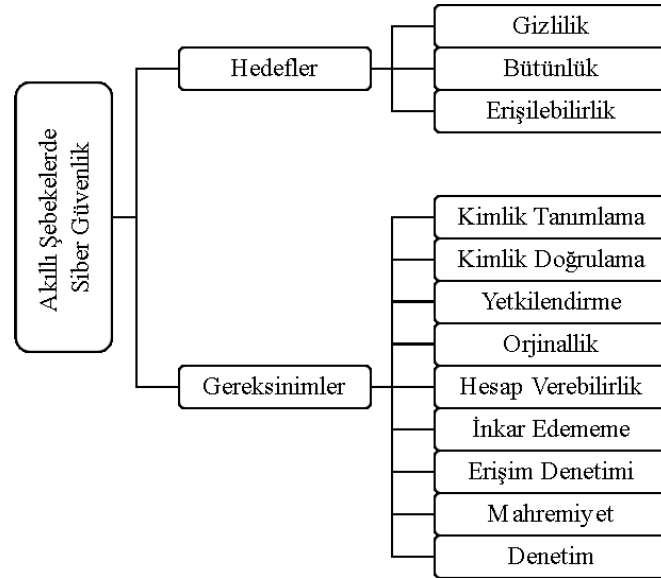 Akıllı Şebekelerde
Siber Güvenlik
Hedefler
Gizlilik
Bütünlük
Erişilebilirlik
Gereksinimler
Kimlik Tanımlama
Kimlik Doğrulama
Yetkilendirme
Orjinallik
Hesap Verebilirlik
İnkar Edememe
Erişim Denetimi
Mahremiyet
Denetim